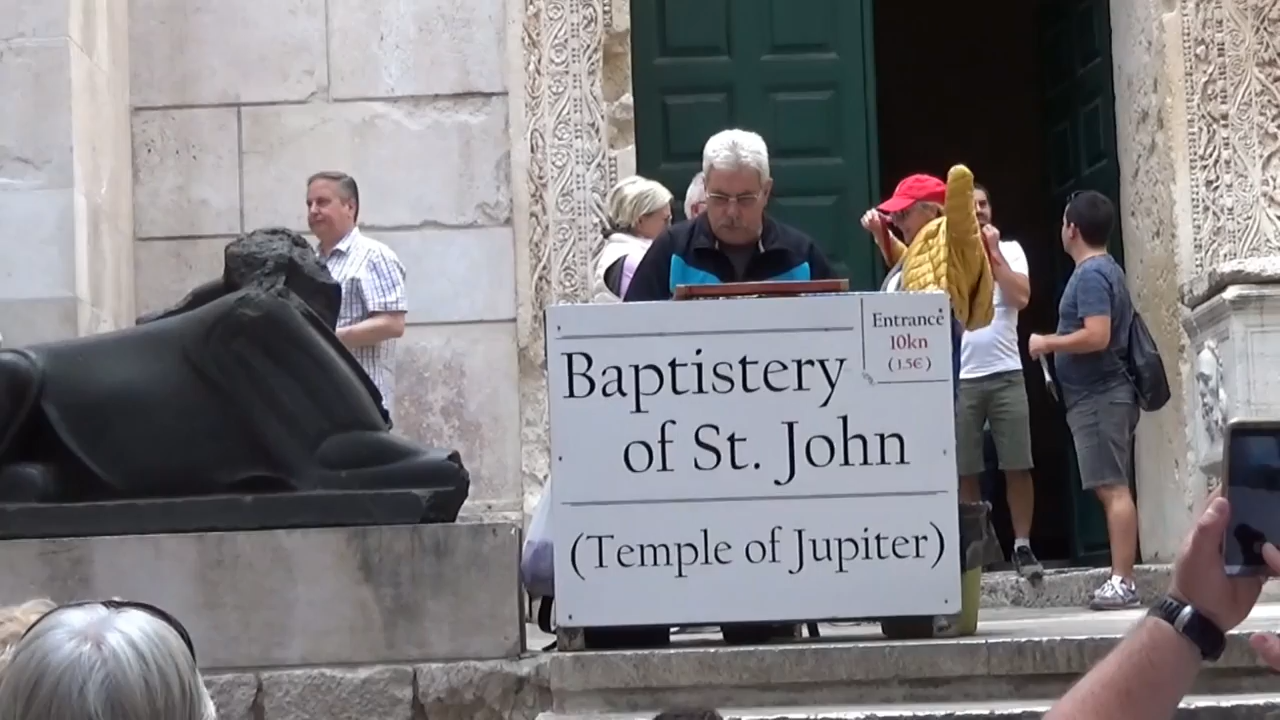 Entrance
10kn
(1.5€)
Baptistery
of St. John
(Temple of Jupiter)